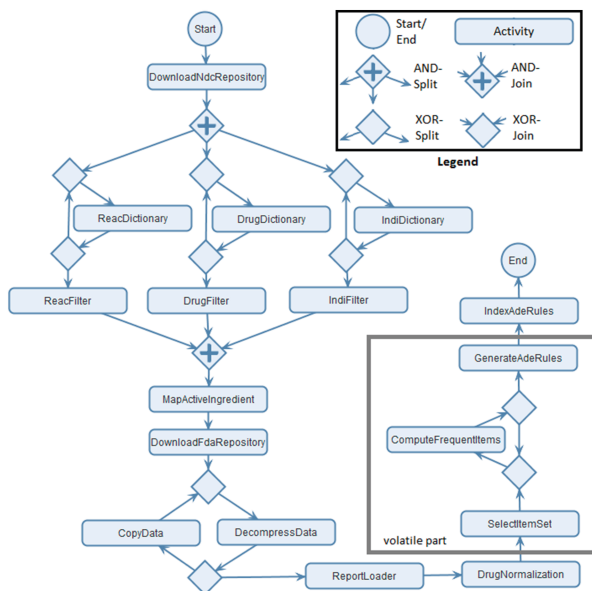 Start
DownloadNdcRepository
ReacDictionary
DrugDictionary
IndiDictionary
ReacFilter
DrugFilter
IndiFilter
MapActiveIngredient
DownloadFdaRepository
CopyData
DecompressData
ReportLoader
DrugNormalization
volatile part
SelectItemSet
ComputeFrequentItems
GenerateAdeRules
IndexAdeRules
End
Start/
End
Activity
AND-
Split
AND-
Join
XOR-
Split
XOR-
Join
Legend